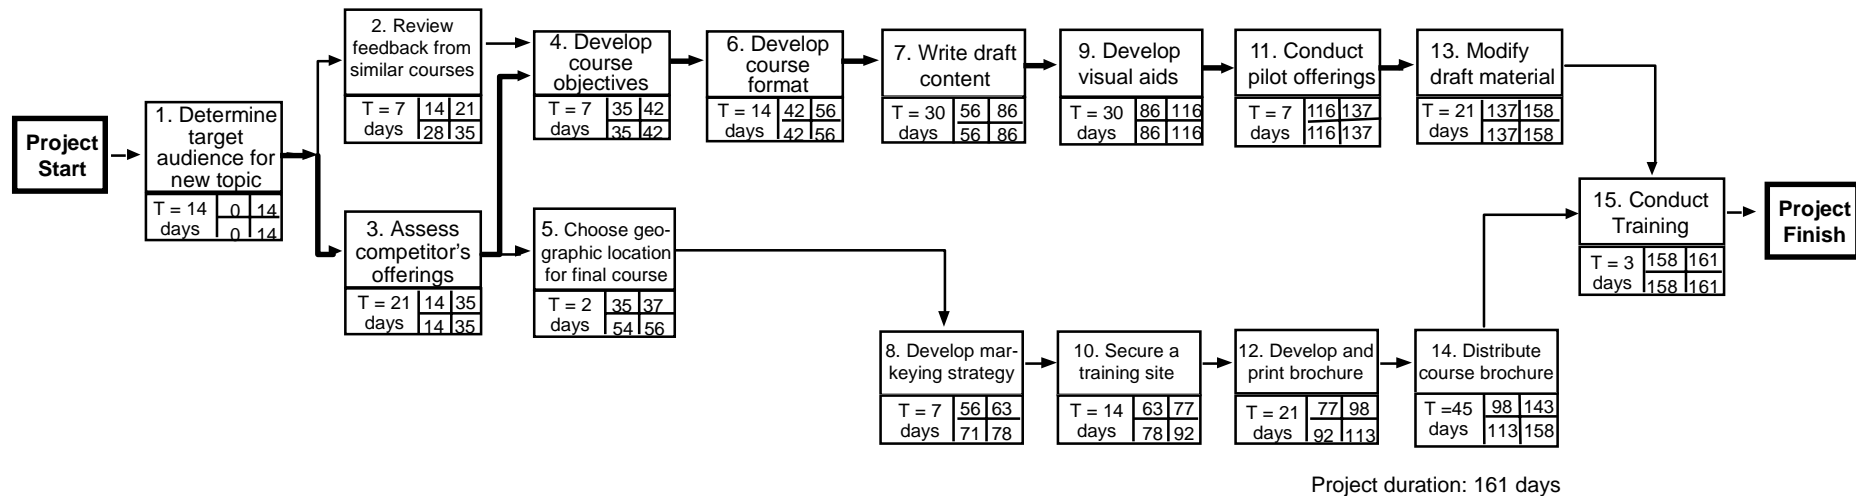 Project
Start
1. Determine
target
audience for
new topic
T = 14
days
0 14
0 14
2. Review
feedback from
similar courses
T = 7
days
14 21
28 35
3. Assess
competitor's
offerings
T = 21
days
14 35
14 35
4. Develop
course
objectives
T = 7
days
35 42
35 42
5. Choose geo-
graphic location
for final course
T = 2
days
35 37
54 56
6. Develop
course
format
T = 14
days
42 56
42 56
7. Write draft
content
T = 30
days
56 86
56 86
8. Develop mar-
keying strategy
T = 7
days
56 63
71 78
9. Develop
visual aids
T = 30
days
86 116
86 116
10. Secure a
training site
T = 14
days
63 77
78 92
11. Conduct
pilot offerings
T = 7
days
116 137
116 137
12. Develop and
print brochure
T = 21
days
77 98
92 113
13. Modify
draft material
T = 21
days
137 158
137 158
14. Distribute
course brochure
T =45
days
98 143
113 158
15. Conduct
Training
T = 3
days
158 161
158 161
Project
Finish
Project duration: 161 days